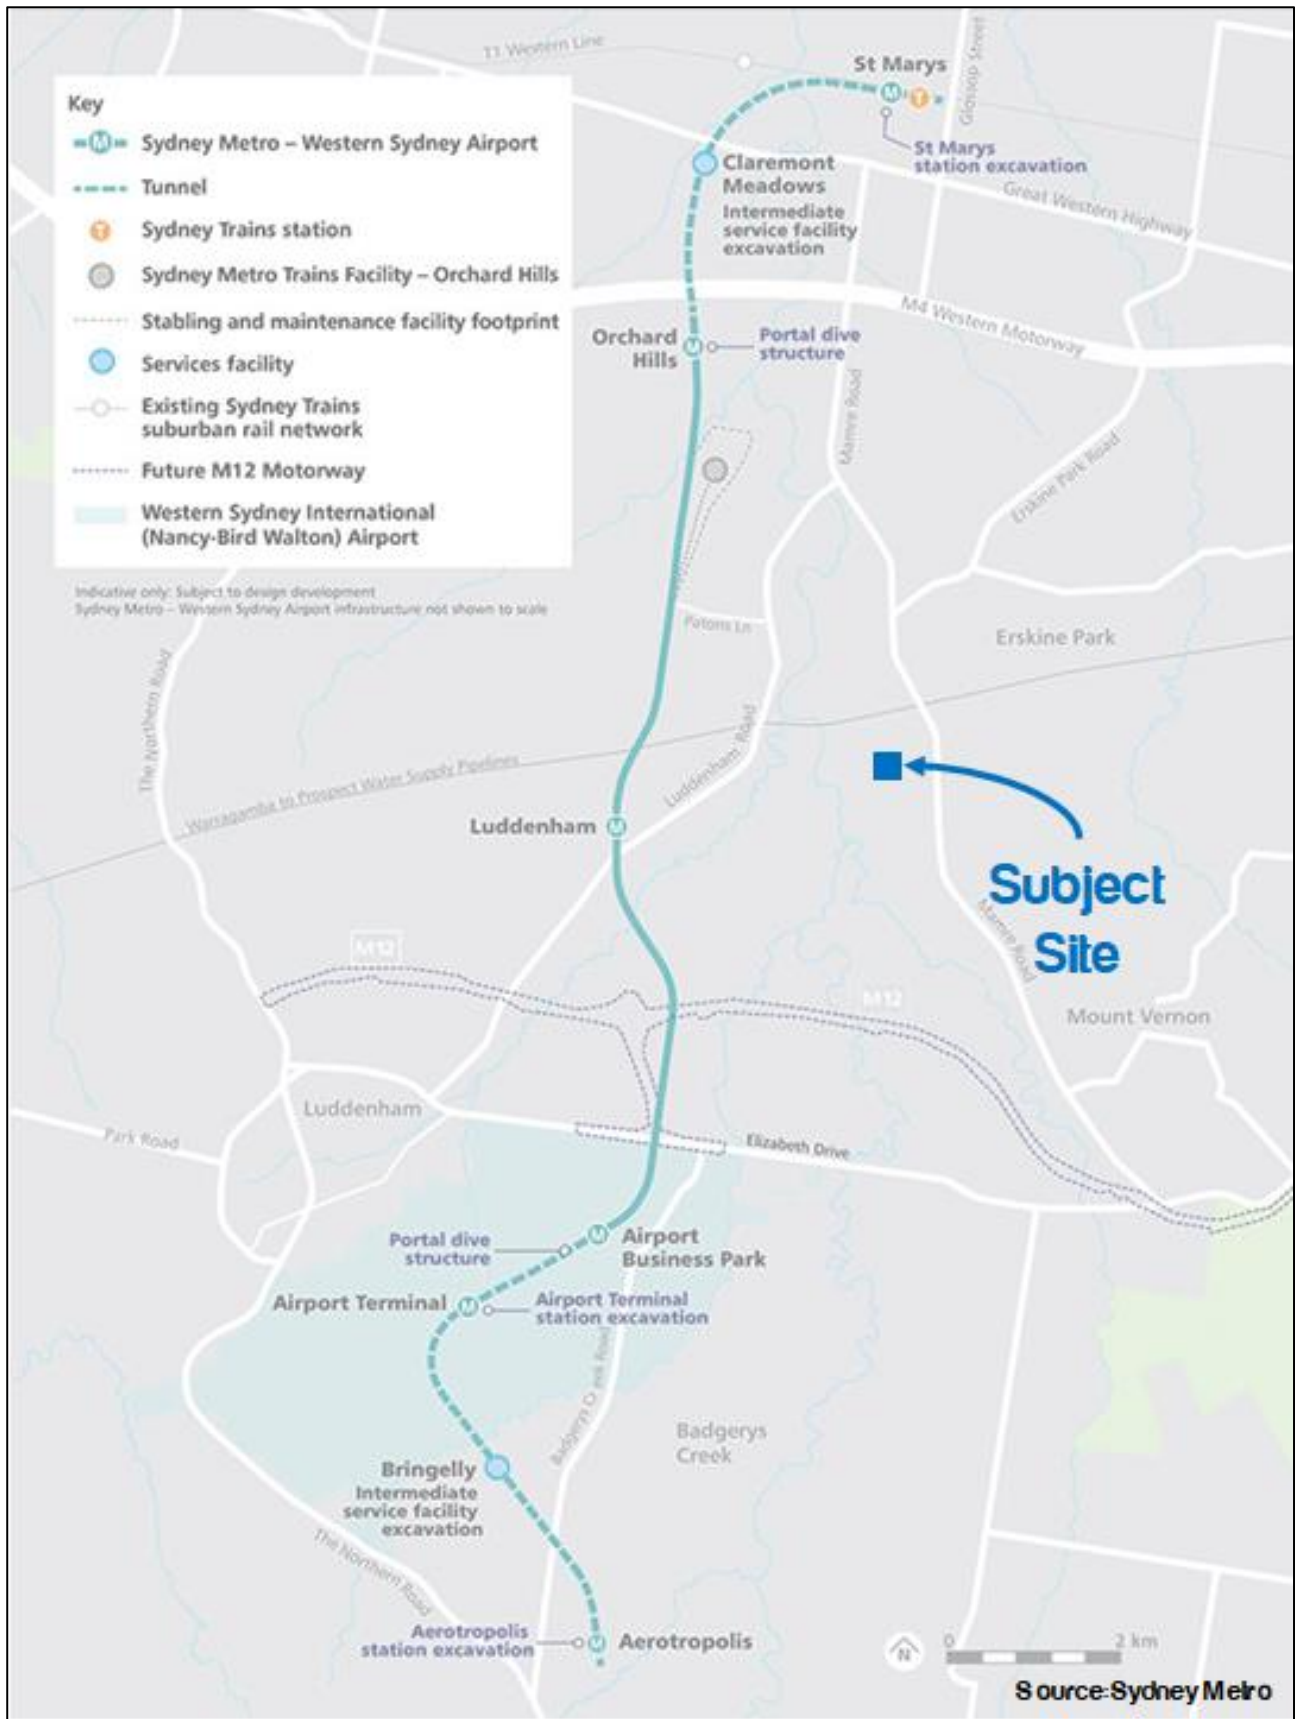 T1 Western Line
St Marys
Glossop Street
Key
Sydney Metro – Western Sydney Airport
Tunnel
Sydney Trains station
Sydney Metro Trains Facility – Orchard Hills
Stabling and maintenance facility footprint
Services facility
Existing Sydney Trains
suburban rail network
Future M12 Motorway
Western Sydney International
(Nancy-Bird Walton) Airport
Indicative only: Subject to design development
Sydney Metro – Western Sydney Airport infrastructure not shown to scale
M
T
St Marys
station excavation
Claremont
Meadows
Intermediate
service facility
excavation
Great Western Highway
M4 Western Motorway
Orchard
Hills
M
Portal dive
structure
Mamre Road
Erskine Park Road
Patons Ln
Erskine Park
The Northern Road
Luddenham Road
Warragamba to Prospect Water Supply Pipelines
Luddenham
M
Subject
Site
Mamre Road
M12
M12
Mount Vernon
Luddenham
Park Road
Elizabeth Drive
Portal dive
structure
M
Airport
Business Park
Airport Terminal
M
Airport Terminal
station excavation
Badgerys Creek Road
Badgerys
Creek
Bringelly
Intermediate
service facility
excavation
The Northern Road
Aerotropolis
station excavation
M
Aerotropolis
N
0
2 km
Source:Sydney Metro